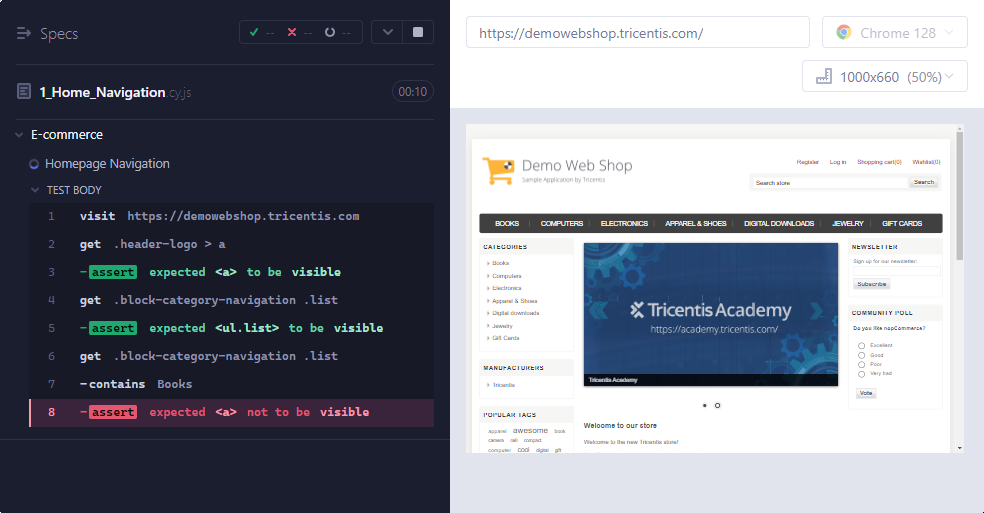 Specs
-- -- --
1_Home_Navigation cy.js
00:10
E-commerce
Homepage Navigation
TEST BODY
1 visit https://demowebshop.tricentis.com
2 get .header-logo > a
3 -assert expected <a> to be visible
4 get .block-category-navigation .list
5 -assert expected <ul.list> to be visible
6 get .block-category-navigation .list
7 -contains Books
8 -assert expected <a> not to be visible
https://demowebshop.tricentis.com/
Chrome 128
1000x660 (50%)
Demo Web Shop
Sample Application by Tricentis
Register Log in Shopping cart(0) Wishlist(0)
Search store Search
BOOKS COMPUTERS ELECTRONICS APPAREL & SHOES DIGITAL DOWNLOADS JEWELRY GIFT CARDS
CATEGORIES
Books
Computers
Electronics
Apparel & Shoes
Digital downloads
Jewelry
Gift Cards
MANUFACTURERS
Tricentis
POPULAR TAGS
apparel awesome book
camera nail compact
computer cool digital gift
Tricentis Academy
https://academy.tricentis.com/
Tricentis Academy
Welcome to our store
Welcome to the new Tricentis store!
NEWSLETTER
Sign up for our newsletter:
Subscribe
COMMUNITY POLL
Do you like nopCommerce?
Excellent
Good
Poor
Very bad
Vote